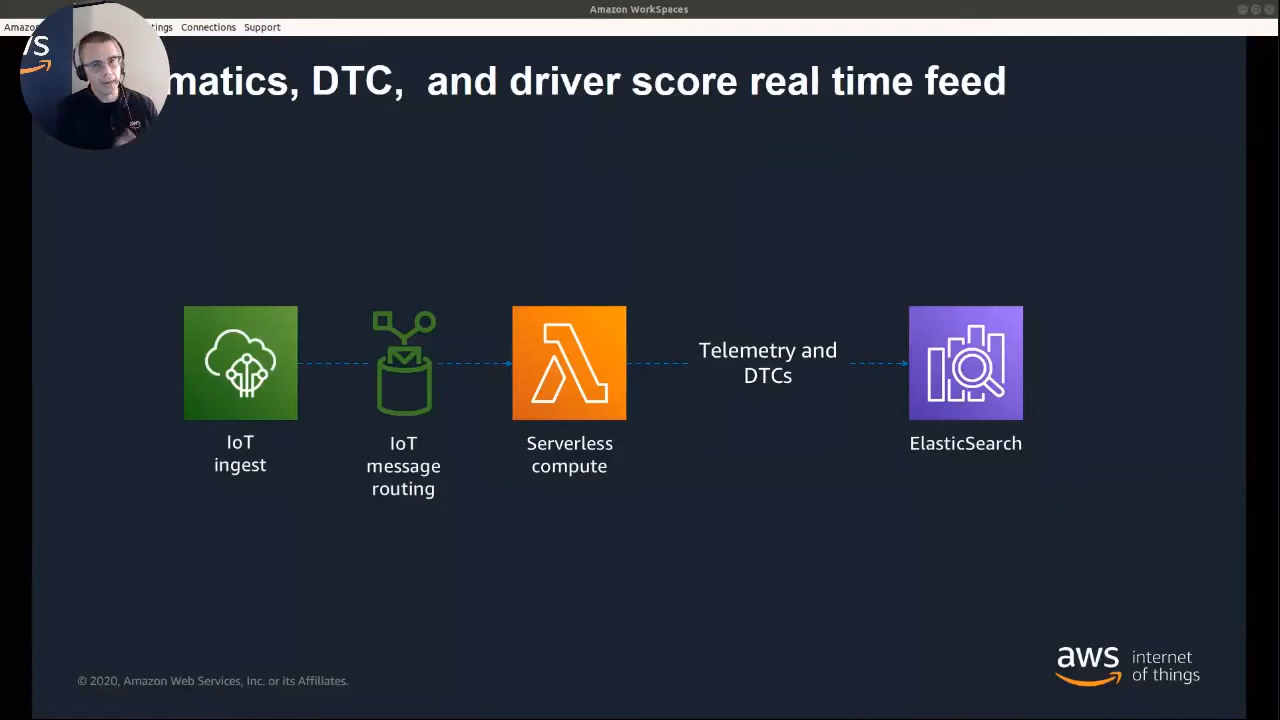 Amazon WorkSpaces
Connections Support
DTC, and driver score real time feed
Telemetry and
DTCs
IoT
ingest
IoT
message
routing
Serverless
compute
ElasticSearch
© 2020, Amazon Web Services, Inc. or its Affiliates.
aws internet
of things
aws